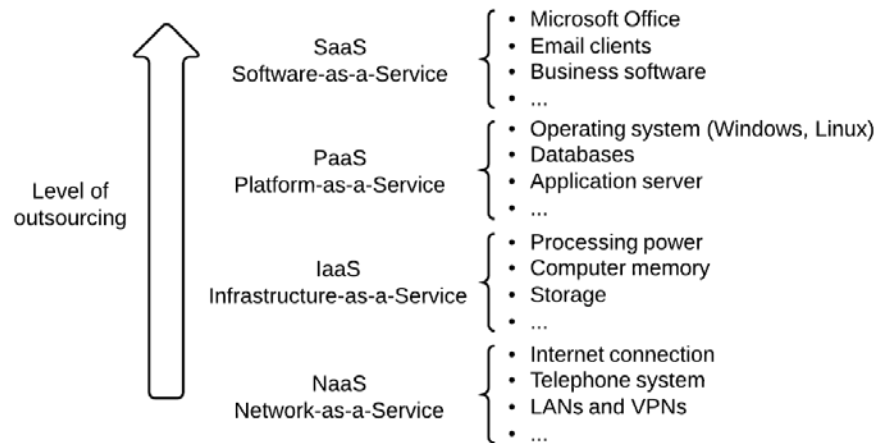 Level of
outsourcing
SaaS
Software-as-a-Service
• Microsoft Office
• Email clients
• Business software
• ...
PaaS
Platform-as-a-Service
• Operating system (Windows, Linux)
• Databases
• Application server
• ...
IaaS
Infrastructure-as-a-Service
• Processing power
• Computer memory
• Storage
• ...
NaaS
Network-as-a-Service
• Internet connection
• Telephone system
• LANs and VPNs
• ...